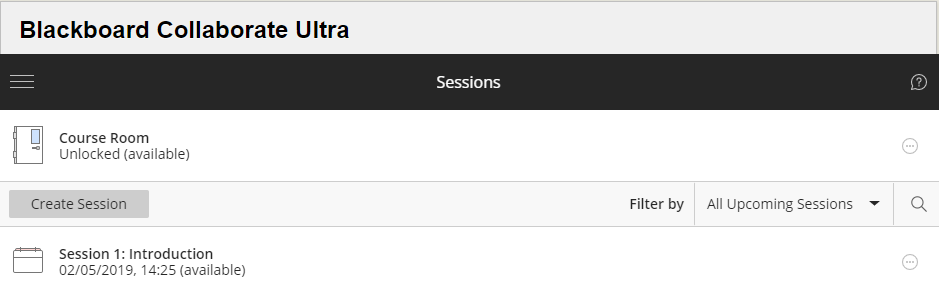 Blackboard Collaborate Ultra
Sessions
Course Room
Unlocked (available)
Create Session
Filter by
All Upcoming Sessions
Session 1: Introduction
02/05/2019, 14:25 (available)